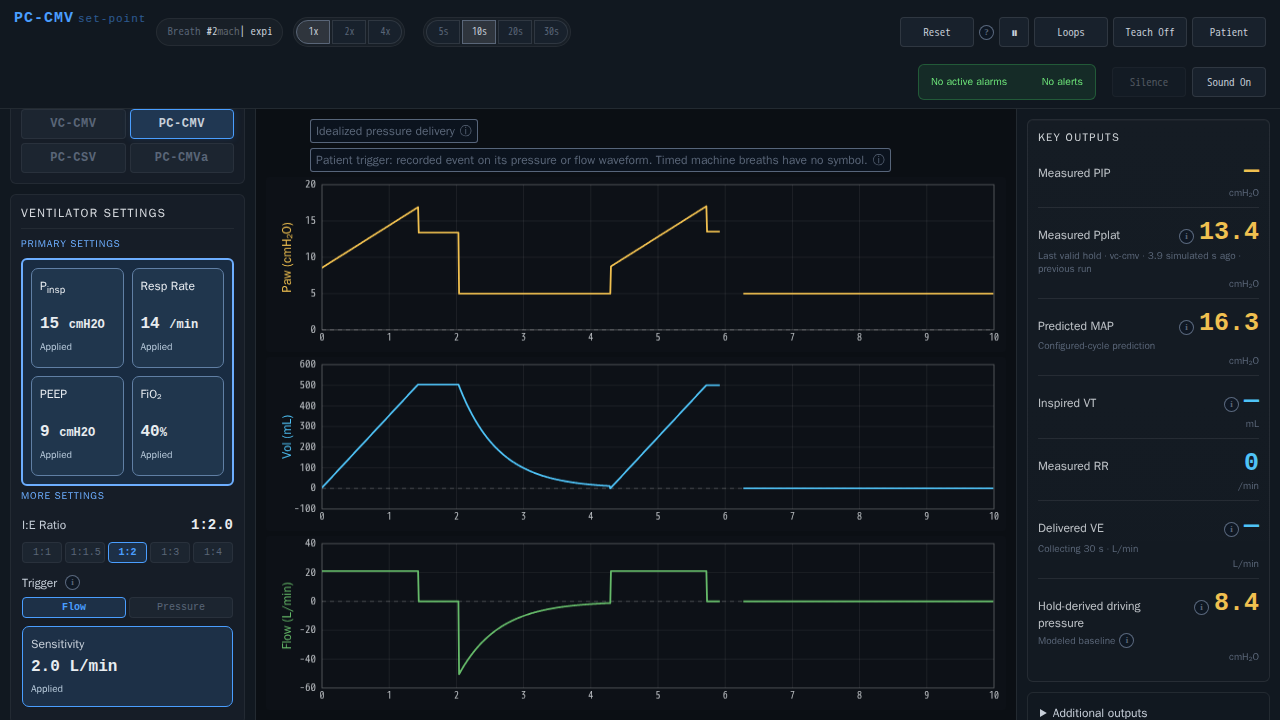 PC-CMV set-point
Breath #2mach| expi
1x 2x 4x
5s 10s 20s 30s
Reset
?
Loops
Teach Off
Patient
No active alarms No alerts
Silence
Sound On
VC-CMV PC-CMV
PC-CSV PC-CMVa
VENTILATOR SETTINGS
PRIMARY SETTINGS
Pinsp
15 cmH2O
Applied
Resp Rate
14 /min
Applied
PEEP
9 cmH2O
Applied
FiO₂
40%
Applied
MORE SETTINGS
I:E Ratio 1:2.0
1:1 1:1.5 1:2 1:3 1:4
Trigger i
Flow Pressure
Sensitivity
2.0 L/min
Applied
Idealized pressure delivery ⓘ
Patient trigger: recorded event on its pressure or flow waveform. Timed machine breaths have no symbol. ⓘ
Paw (cmH₂O)
20
15
10
5
0
0 1 2 3 4 5 6 7 8 9 10
Vol (mL)
600
500
400
300
200
100
0
-100
0 1 2 3 4 5 6 7 8 9 10
Flow (L/min)
40
20
0
-20
-40
-60
0 1 2 3 4 5 6 7 8 9 10
KEY OUTPUTS
Measured PIP —
cmH₂O
Measured Pplat i 13.4
Last valid hold · vc-cmv · 3.9 simulated s ago ·
previous run
cmH₂O
Predicted MAP i 16.3
Configured-cycle prediction
cmH₂O
Inspired VT i —
mL
Measured RR 0
/min
Delivered VE i —
Collecting 30 s · L/min
L/min
Hold-derived driving
pressure i 8.4
Modeled baseline i
cmH₂O
▶ Additional outputs